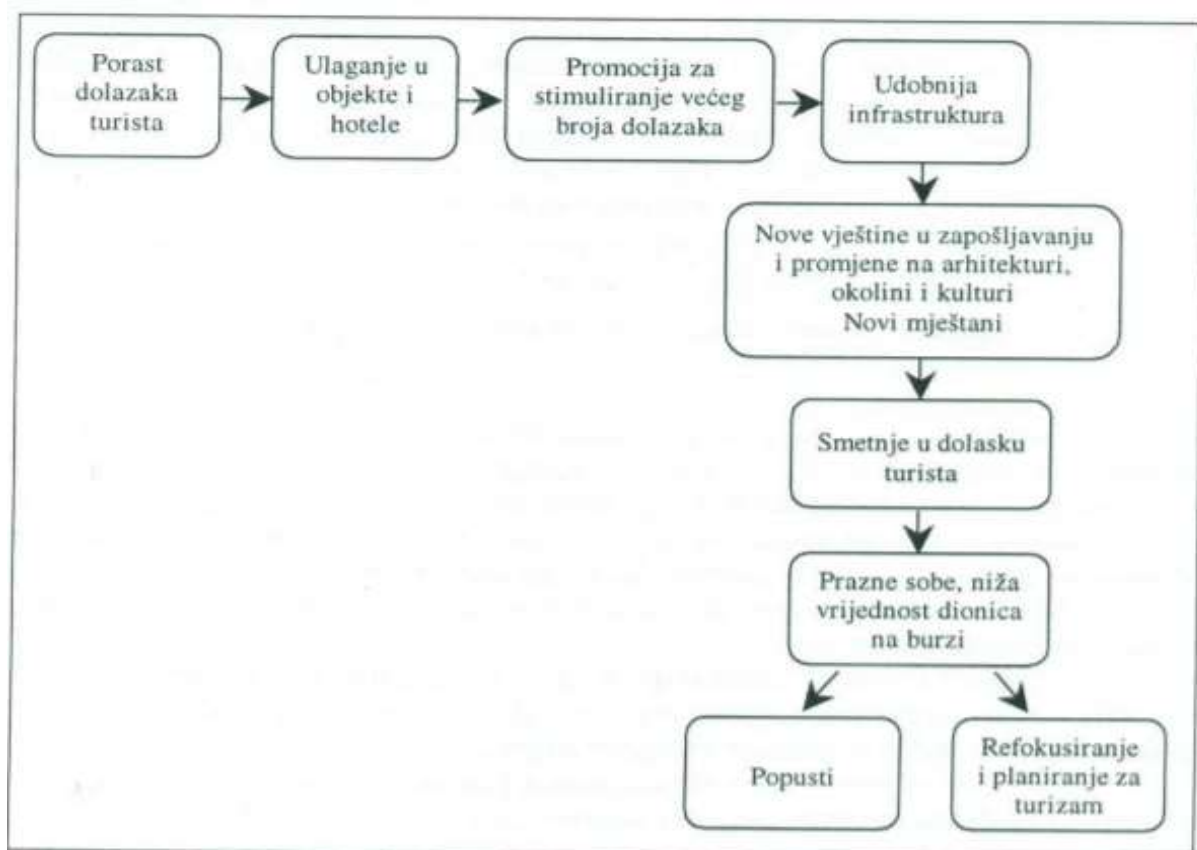 Porast
dolazaka
turista
Ulaganje u
objekte i
hotele
Promocija za
stimuliranje većeg
broja dolazaka
Udobnija
infrastruktura
Nove vještine u zapošljavanju
i promjene na arhitekturi,
okolini i kulturi
Novi mještani
Smetnje u dolasku
turista
Prazne sobe, niža
vrijednost dionica
na burzi
Popusti
Refokusiranje
i planiranje za
turizam